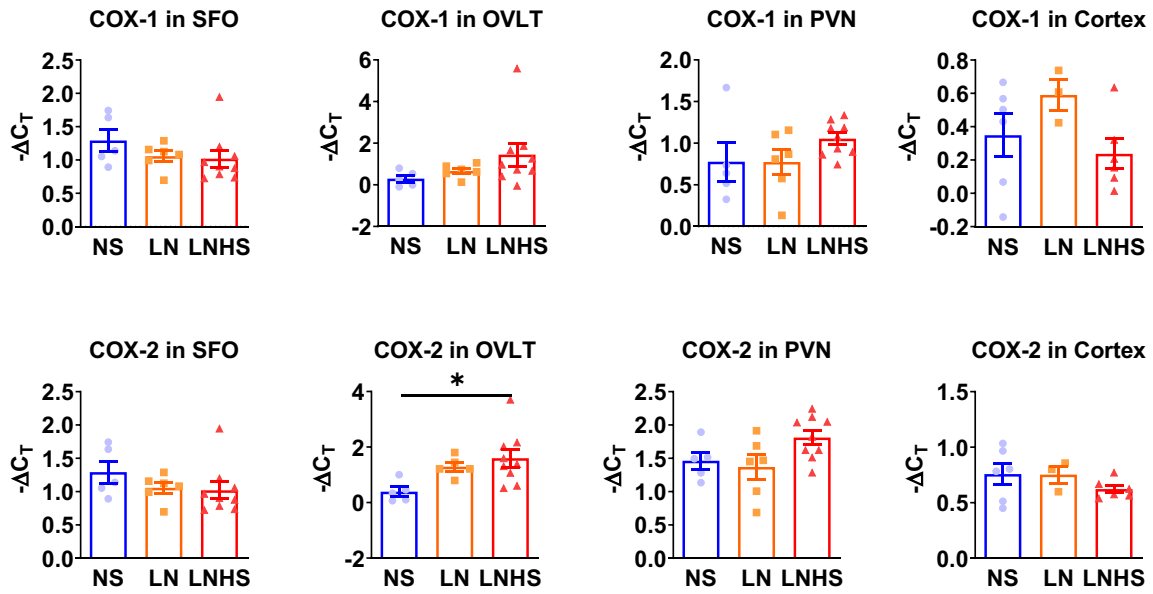 COX-1 in SFO
-ΔCT
2.5
2.0
1.5
1.0
0.5
0.0
NS LN LNHS
COX-1 in OVLT
-ΔCT
6
4
2
0
-2
NS LN LNHS
COX-1 in PVN
-ΔCT
2.0
1.5
1.0
0.5
0.0
NS LN LNHS
COX-1 in Cortex
-ΔCT
0.8
0.6
0.4
0.2
0.0
-0.2
NS LN LNHS
COX-2 in SFO
-ΔCT
2.5
2.0
1.5
1.0
0.5
0.0
NS LN LNHS
COX-2 in OVLT
*
-ΔCT
4
2
0
-2
NS LN LNHS
COX-2 in PVN
-ΔCT
2.5
2.0
1.5
1.0
0.5
0.0
NS LN LNHS
COX-2 in Cortex
-ΔCT
1.5
1.0
0.5
0.0
NS LN LNHS